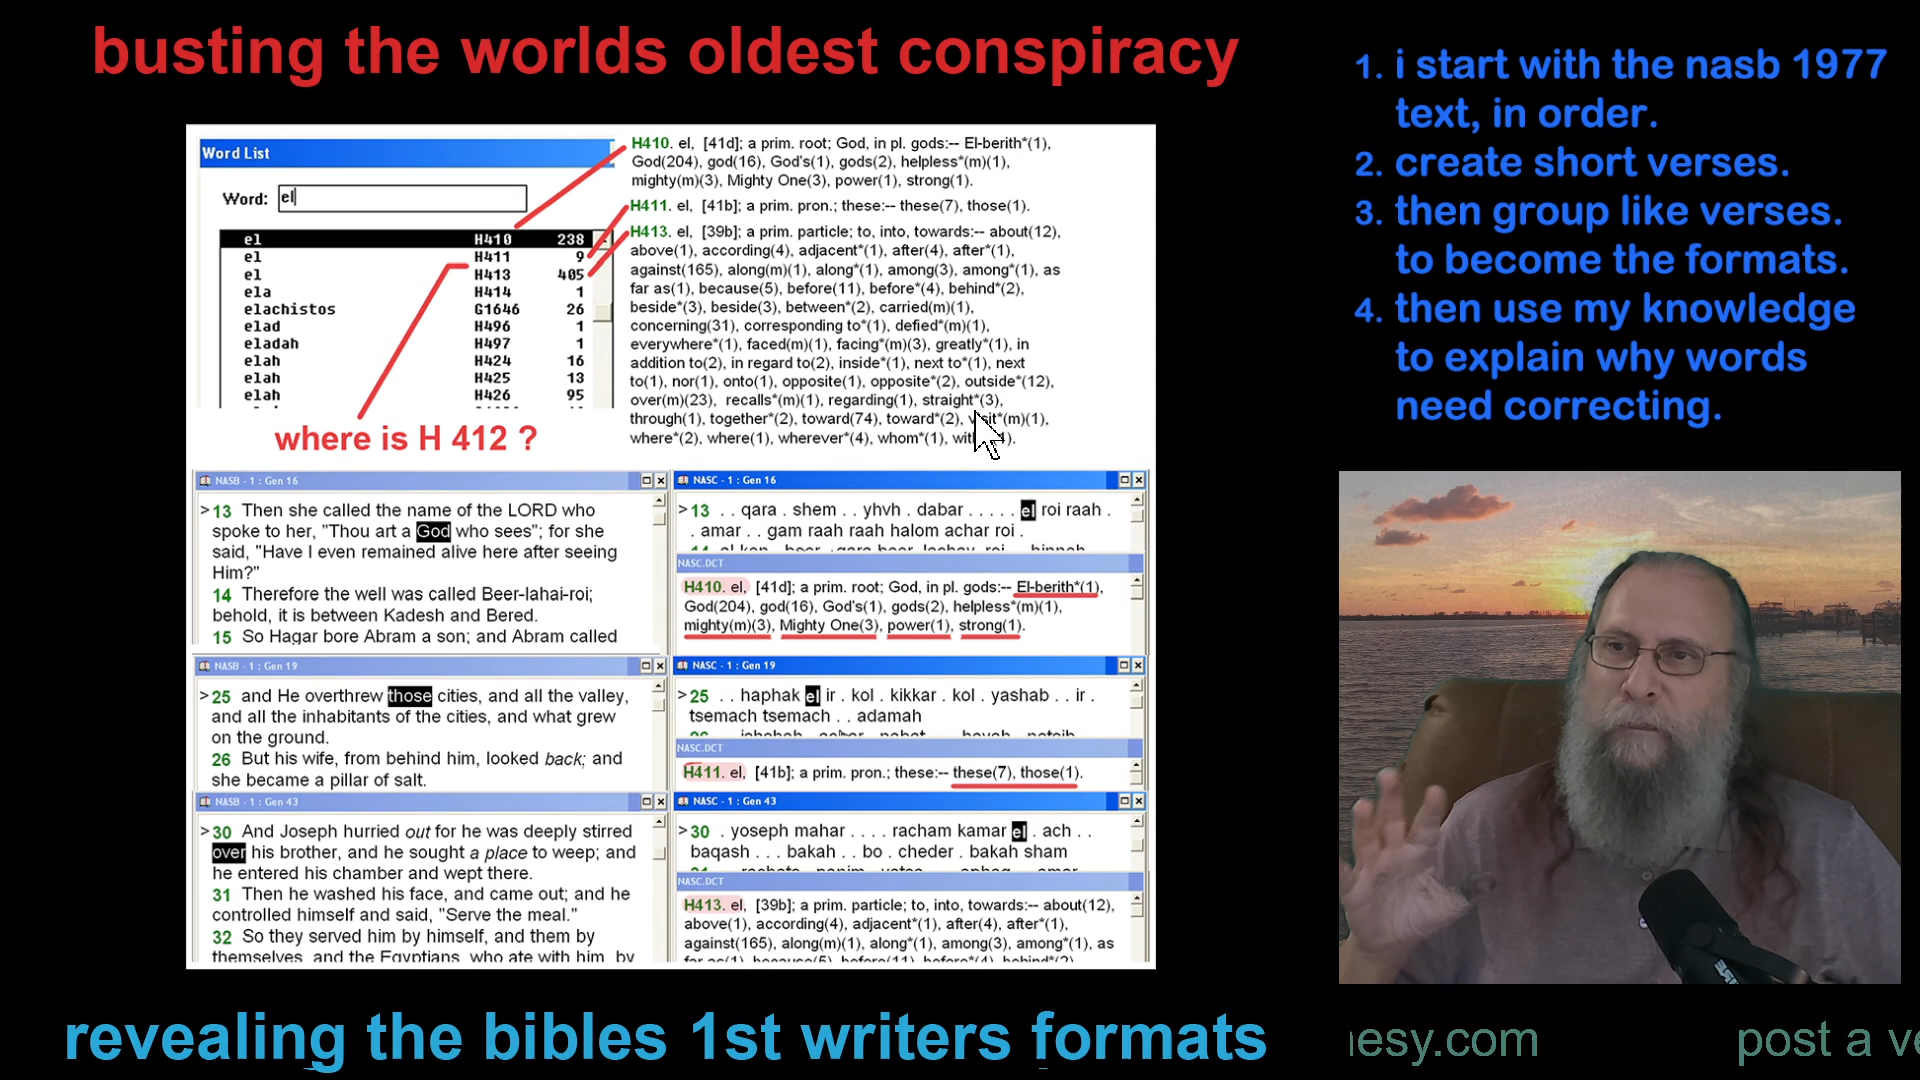 busting the worlds oldest conspiracy
1. i start with the nasb 1977
text, in order.
2. create short verses.
3. then group like verses.
to become the formats.
4. then use my knowledge
to explain why words
need correcting.
Word List
Word: el
el H410 238
el H411 9
el H413 405
ela H414 1
elachistos G1646 26
elad H496 1
eladah H497 1
elah H424 16
elah H425 13
elah H426 95
where is H 412 ?
H410. el, [41d]; a prim. root; God, in pl. gods:-- El-berith*(1),
God(204), god(16), God's(1), gods(2), helpless*(m)(1),
mighty(m)(3), Mighty One(3), power(1), strong(1).
H411. el, [41b]; a prim. pron.; these:-- these(7), those(1).
H413. el, [39b]; a prim. particle; to, into, towards:-- about(12),
above(1), according(4), adjacent*(1), after(4), after*(1),
against(165), along(m)(1), along*(1), among(3), among*(1), as
far as(1), because(5), before(11), before*(4), behind*(2),
beside*(3), beside(3), between*(2), carried(m)(1),
concerning(31), corresponding to*(1), defied*(m)(1),
everywhere*(1), faced(m)(1), facing*(m)(3), greatly*(1), in
addition to(2), in regard to(2), inside*(1), next to*(1), next
to(1), nor(1), onto(1), opposite(1), opposite*(2), outside*(12),
over(m)(23), recalls*(m)(1), regarding(1), straight*(3),
through(1), together*(2), toward(74), toward*(2), (m)(1),
where*(2), where(1), wherever*(4), whom*(1),
NASB - 1 : Gen 16
>13 Then she called the name of the LORD who
spoke to her, "Thou art a God who sees"; for she
said, "Have I even remained alive here after seeing
Him?"
14 Therefore the well was called Beer-lahai-roi;
behold, it is between Kadesh and Bered.
15 So Hagar bore Abram a son; and Abram called
NASC - 1 : Gen 16
>13 . . qara . shem . . yhvh . dabar . . . . . el roi raah .
. amar . . gam raah raah halom achar roi .
NASC.DCT
H410. el, [41d]; a prim. root; God, in pl. gods:-- El-berith*(1),
God(204), god(16), God's(1), gods(2), helpless*(m)(1),
mighty(m)(3), Mighty One(3), power(1), strong(1).
NASB - 1 : Gen 19
>25 and He overthrew those cities, and all the valley,
and all the inhabitants of the cities, and what grew
on the ground.
26 But his wife, from behind him, looked back; and
she became a pillar of salt.
NASC - 1 : Gen 19
>25 . . haphak el ir . kol . kikkar . kol . yashab . . ir .
tsemach tsemach . . adamah
NASC.DCT
H411. el, [41b]; a prim. pron.; these:-- these(7), those(1).
NASB - 1 : Gen 43
>30 And Joseph hurried out for he was deeply stirred
over his brother, and he sought a place to weep; and
he entered his chamber and wept there.
31 Then he washed his face, and came out; and he
controlled himself and said, "Serve the meal."
32 So they served him by himself, and them by
themselves, and the Egyptians, who ate with him, by
NASC - 1 : Gen 43
>30 . yoseph mahar . . . . racham kamar el . ach . .
baqash . . . bakah . . bo . cheder . bakah sham
NASC.DCT
H413. el, [39b]; a prim. particle; to, into, towards:-- about(12),
above(1), according(4), adjacent*(1), after(4), after*(1),
against(165), along(m)(1), along*(1), among(3), among*(1), as
far as(1), because(5), before(11), before*(4), behind*(2)
revealing the bibles 1st writers formats
nesy.com post a ve